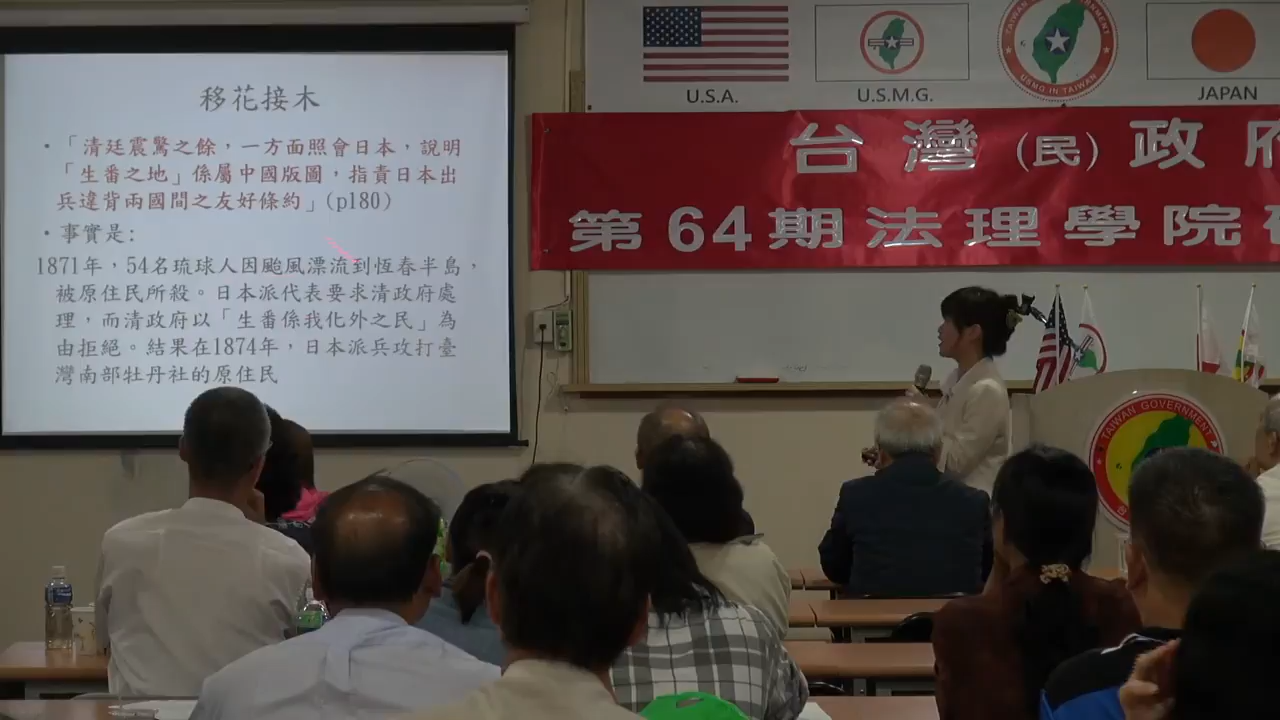 移花接木
•「清廷震驚之餘，一方面照會日本，說明
「生番之地」係屬中國版圖，指責日本出
兵違背兩國間之友好條約」(p180)
•事實是:
1871年，54名琉球人因颱風漂流到恆春半島，
被原住民所殺。日本派代表要求清政府處
理，而清政府以「生番係我化外之民」為
由拒絕。結果在1874年，日本派兵攻打臺
灣南部牡丹社的原住民
U.S.A.
U.S.M.G.
USMG IN TAIWAN
JAPAN
台灣(民)政府
第64期法理學院
TAIWAN GOVERNMENT